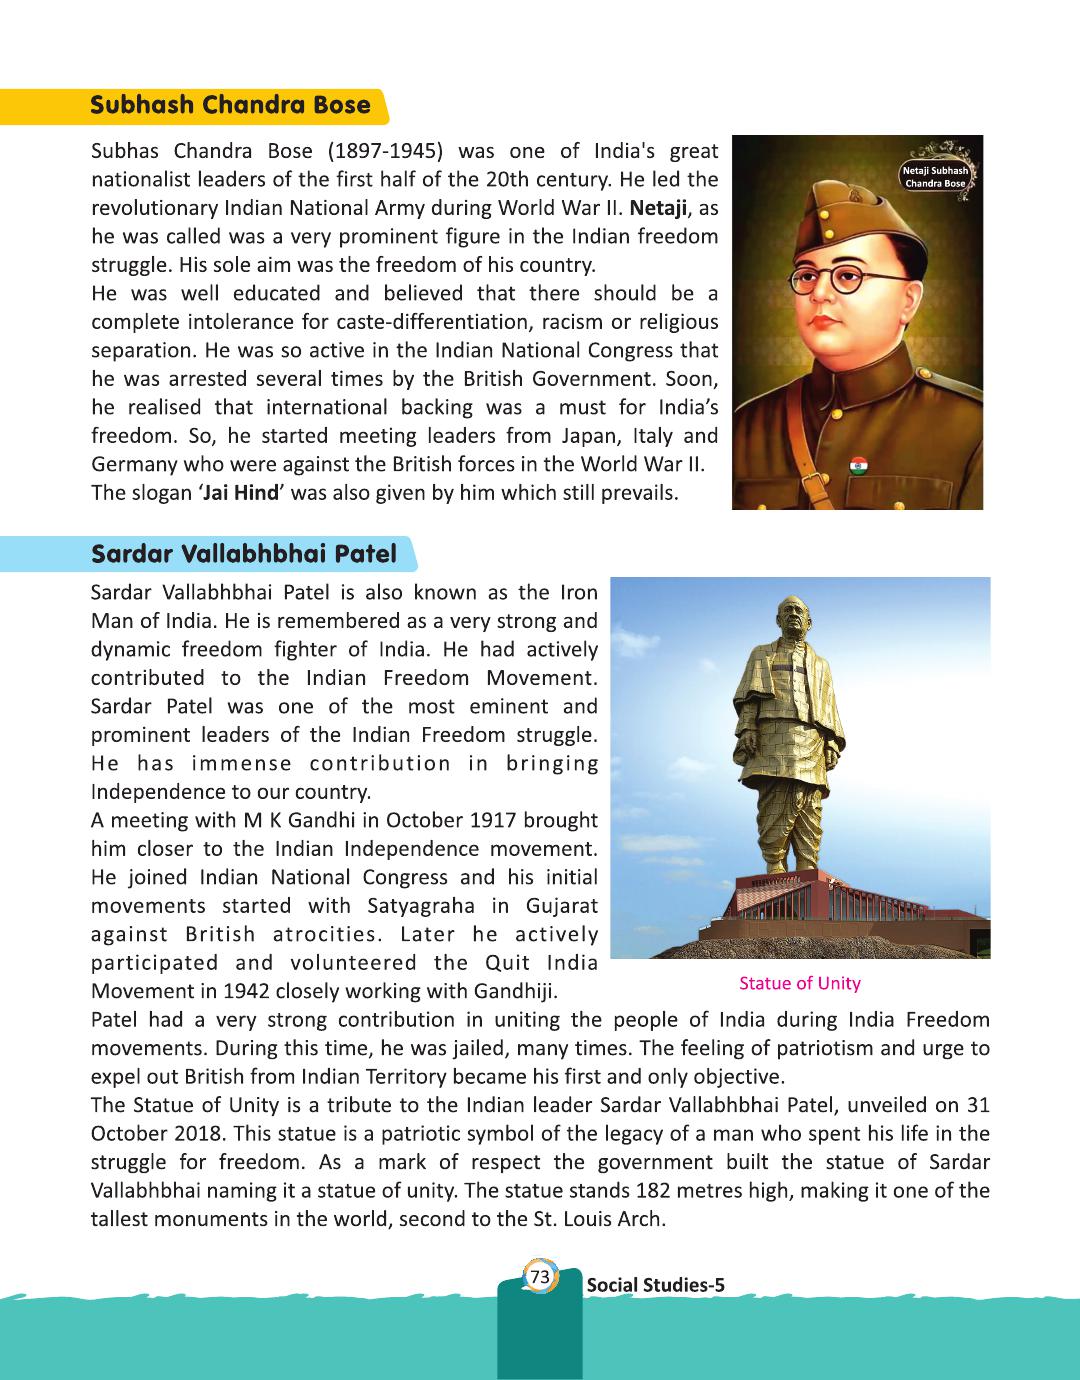 Subhash Chandra Bose
Subhas Chandra Bose (1897-1945) was one of India's great
nationalist leaders of the first half of the 20th century. He led the
revolutionary Indian National Army during World War II. Netaji, as
he was called was a very prominent figure in the Indian freedom
struggle. His sole aim was the freedom of his country.
He was well educated and believed that there should be a
complete intolerance for caste-differentiation, racism or religious
separation. He was so active in the Indian National Congress that
he was arrested several times by the British Government. Soon,
he realised that international backing was a must for India’s
freedom. So, he started meeting leaders from Japan, Italy and
Germany who were against the British forces in the World War II.
The slogan ‘Jai Hind’ was also given by him which still prevails.
Netaji Subhash
Chandra Bose
Sardar Vallabhbhai Patel
Sardar Vallabhbhai Patel is also known as the Iron
Man of India. He is remembered as a very strong and
dynamic freedom fighter of India. He had actively
contributed to the Indian Freedom Movement.
Sardar Patel was one of the most eminent and
prominent leaders of the Indian Freedom struggle.
He has immense contribution in bringing
Independence to our country.
A meeting with M K Gandhi in October 1917 brought
him closer to the Indian Independence movement.
He joined Indian National Congress and his initial
movements started with Satyagraha in Gujarat
against British atrocities. Later he actively
participated and volunteered the Quit India
Movement in 1942 closely working with Gandhiji.
Statue of Unity
Patel had a very strong contribution in uniting the people of India during India Freedom
movements. During this time, he was jailed, many times. The feeling of patriotism and urge to
expel out British from Indian Territory became his first and only objective.
The Statue of Unity is a tribute to the Indian leader Sardar Vallabhbhai Patel, unveiled on 31
October 2018. This statue is a patriotic symbol of the legacy of a man who spent his life in the
struggle for freedom. As a mark of respect the government built the statue of Sardar
Vallabhbhai naming it a statue of unity. The statue stands 182 metres high, making it one of the
tallest monuments in the world, second to the St. Louis Arch.
73
Social Studies-5